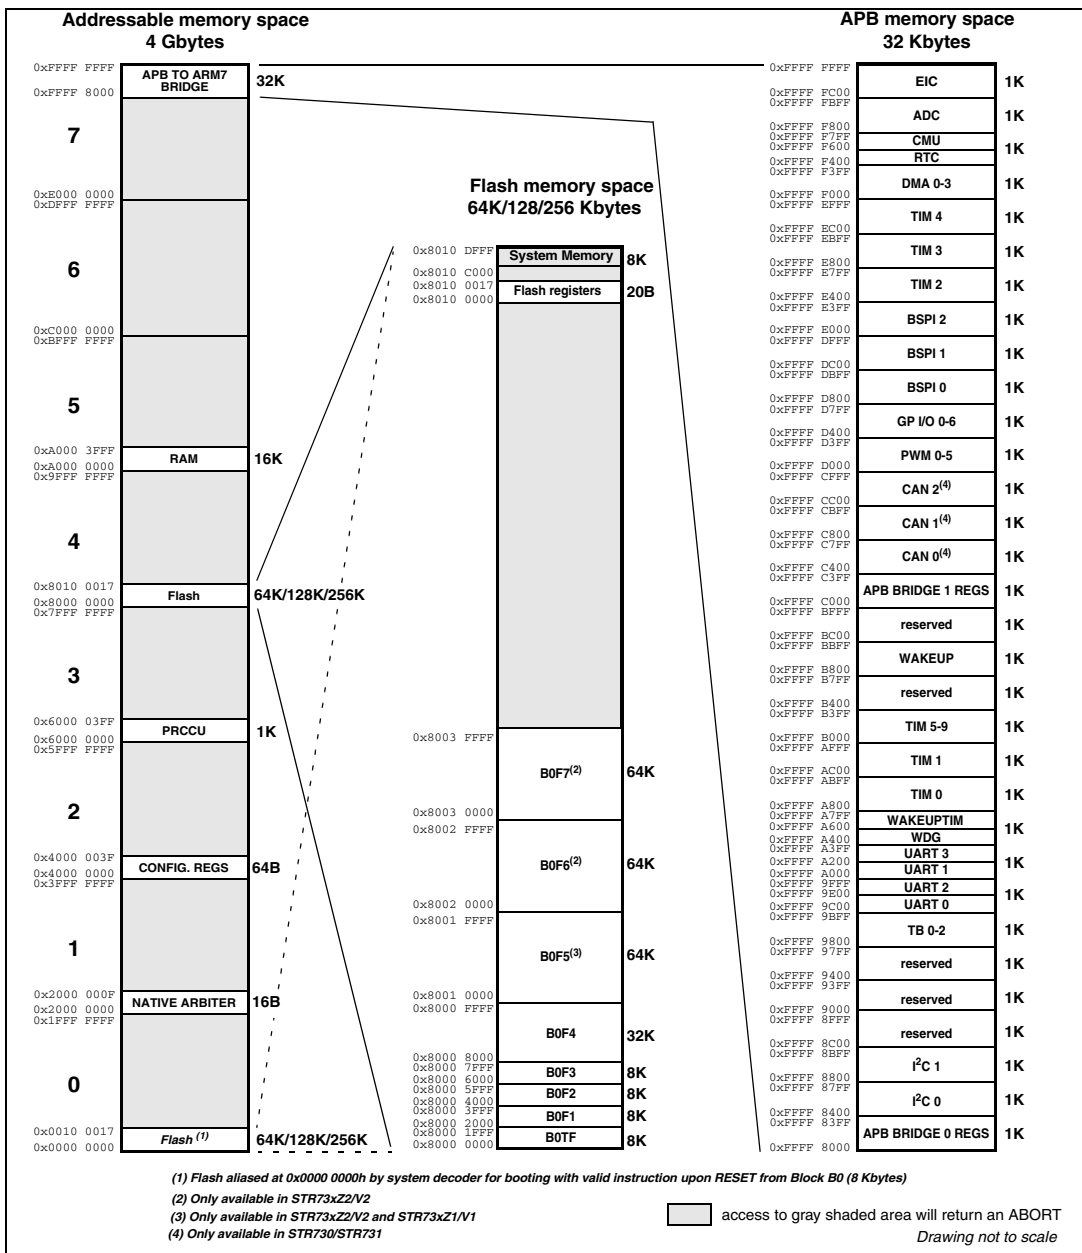 Addressable memory space
4 Gbytes
0xFFFF FFFF
APB TO ARM7
BRIDGE
32K
0xFFFF 8000
7
0xE000 0000
0xDFFF FFFF
6
0xC000 0000
0xBFFF FFFF
5
0xA000 3FFF
RAM
16K
0xA000 0000
0x9FFF FFFF
4
0x8010 0017
Flash
64K/128K/256K
0x8000 0000
0x7FFF FFFF
3
0x6000 03FF
PRCCU
1K
0x6000 0000
0x5FFF FFFF
2
0x4000 003F
CONFIG. REGS
64B
0x4000 0000
0x3FFF FFFF
1
0x2000 000F
NATIVE ARBITER
16B
0x2000 0000
0x1FFF FFFF
0
0x0010 0017
Flash (1)
64K/128K/256K
0x0000 0000
Flash memory space
64K/128/256 Kbytes
0x8010 DFFF
System Memory
8K
0x8010 C000
0x8010 0017
Flash registers
20B
0x8010 0000
0x8003 FFFF
B0F7(2)
64K
0x8003 0000
0x8002 FFFF
B0F6(2)
64K
0x8002 0000
0x8001 FFFF
B0F5(3)
64K
0x8001 0000
0x8000 FFFF
B0F4
32K
0x8000 8000
0x8000 7FFF
B0F3
8K
0x8000 6000
0x8000 5FFF
B0F2
8K
0x8000 4000
0x8000 3FFF
B0F1
8K
0x8000 2000
0x8000 1FFF
B0TF
8K
0x8000 0000
APB memory space
32 Kbytes
0xFFFF FFFF
EIC
1K
0xFFFF FC00
0xFFFF FBFF
ADC
1K
0xFFFF F800
0xFFFF F7FF
CMU
1K
0xFFFF F600
RTC
0xFFFF F400
0xFFFF F3FF
DMA 0-3
1K
0xFFFF F000
0xFFFF EFFF
TIM 4
1K
0xFFFF EC00
0xFFFF EBFF
TIM 3
1K
0xFFFF E800
0xFFFF E7FF
TIM 2
1K
0xFFFF E400
0xFFFF E3FF
BSPI 2
1K
0xFFFF E000
0xFFFF DFFF
BSPI 1
1K
0xFFFF DC00
0xFFFF DBFF
BSPI 0
1K
0xFFFF D800
0xFFFF D7FF
GP I/O 0-6
1K
0xFFFF D400
0xFFFF D3FF
PWM 0-5
1K
0xFFFF D000
0xFFFF CFFF
CAN 2(4)
1K
0xFFFF CC00
0xFFFF CBFF
CAN 1(4)
1K
0xFFFF C800
0xFFFF C7FF
CAN 0(4)
1K
0xFFFF C400
0xFFFF C3FF
APB BRIDGE 1 REGS
1K
0xFFFF C000
0xFFFF BFFF
reserved
1K
0xFFFF BC00
0xFFFF BBFF
WAKEUP
1K
0xFFFF B800
0xFFFF B7FF
reserved
1K
0xFFFF B400
0xFFFF B3FF
TIM 5-9
1K
0xFFFF B000
0xFFFF AFFF
TIM 1
1K
0xFFFF AC00
0xFFFF ABFF
TIM 0
1K
0xFFFF A800
0xFFFF A7FF
WAKEUPTIM
1K
0xFFFF A600
WDG
0xFFFF A400
0xFFFF A3FF
UART 3
1K
0xFFFF A200
UART 1
0xFFFF A000
0xFFFF 9FFF
UART 2
1K
0xFFFF 9E00
UART 0
0xFFFF 9C00
0xFFFF 9BFF
TB 0-2
1K
0xFFFF 9800
0xFFFF 97FF
reserved
1K
0xFFFF 9400
0xFFFF 93FF
reserved
1K
0xFFFF 9000
0xFFFF 8FFF
reserved
1K
0xFFFF 8C00
0xFFFF 8BFF
I2C 1
1K
0xFFFF 8800
0xFFFF 87FF
I2C 0
1K
0xFFFF 8400
0xFFFF 83FF
APB BRIDGE 0 REGS
1K
0xFFFF 8000
(1) Flash aliased at 0x0000 0000h by system decoder for booting with valid instruction upon RESET from Block B0 (8 Kbytes)
(2) Only available in STR73xZ2/V2
(3) Only available in STR73xZ2/V2 and STR73xZ1/V1
(4) Only available in STR730/STR731
access to gray shaded area will return an ABORT
Drawing not to scale